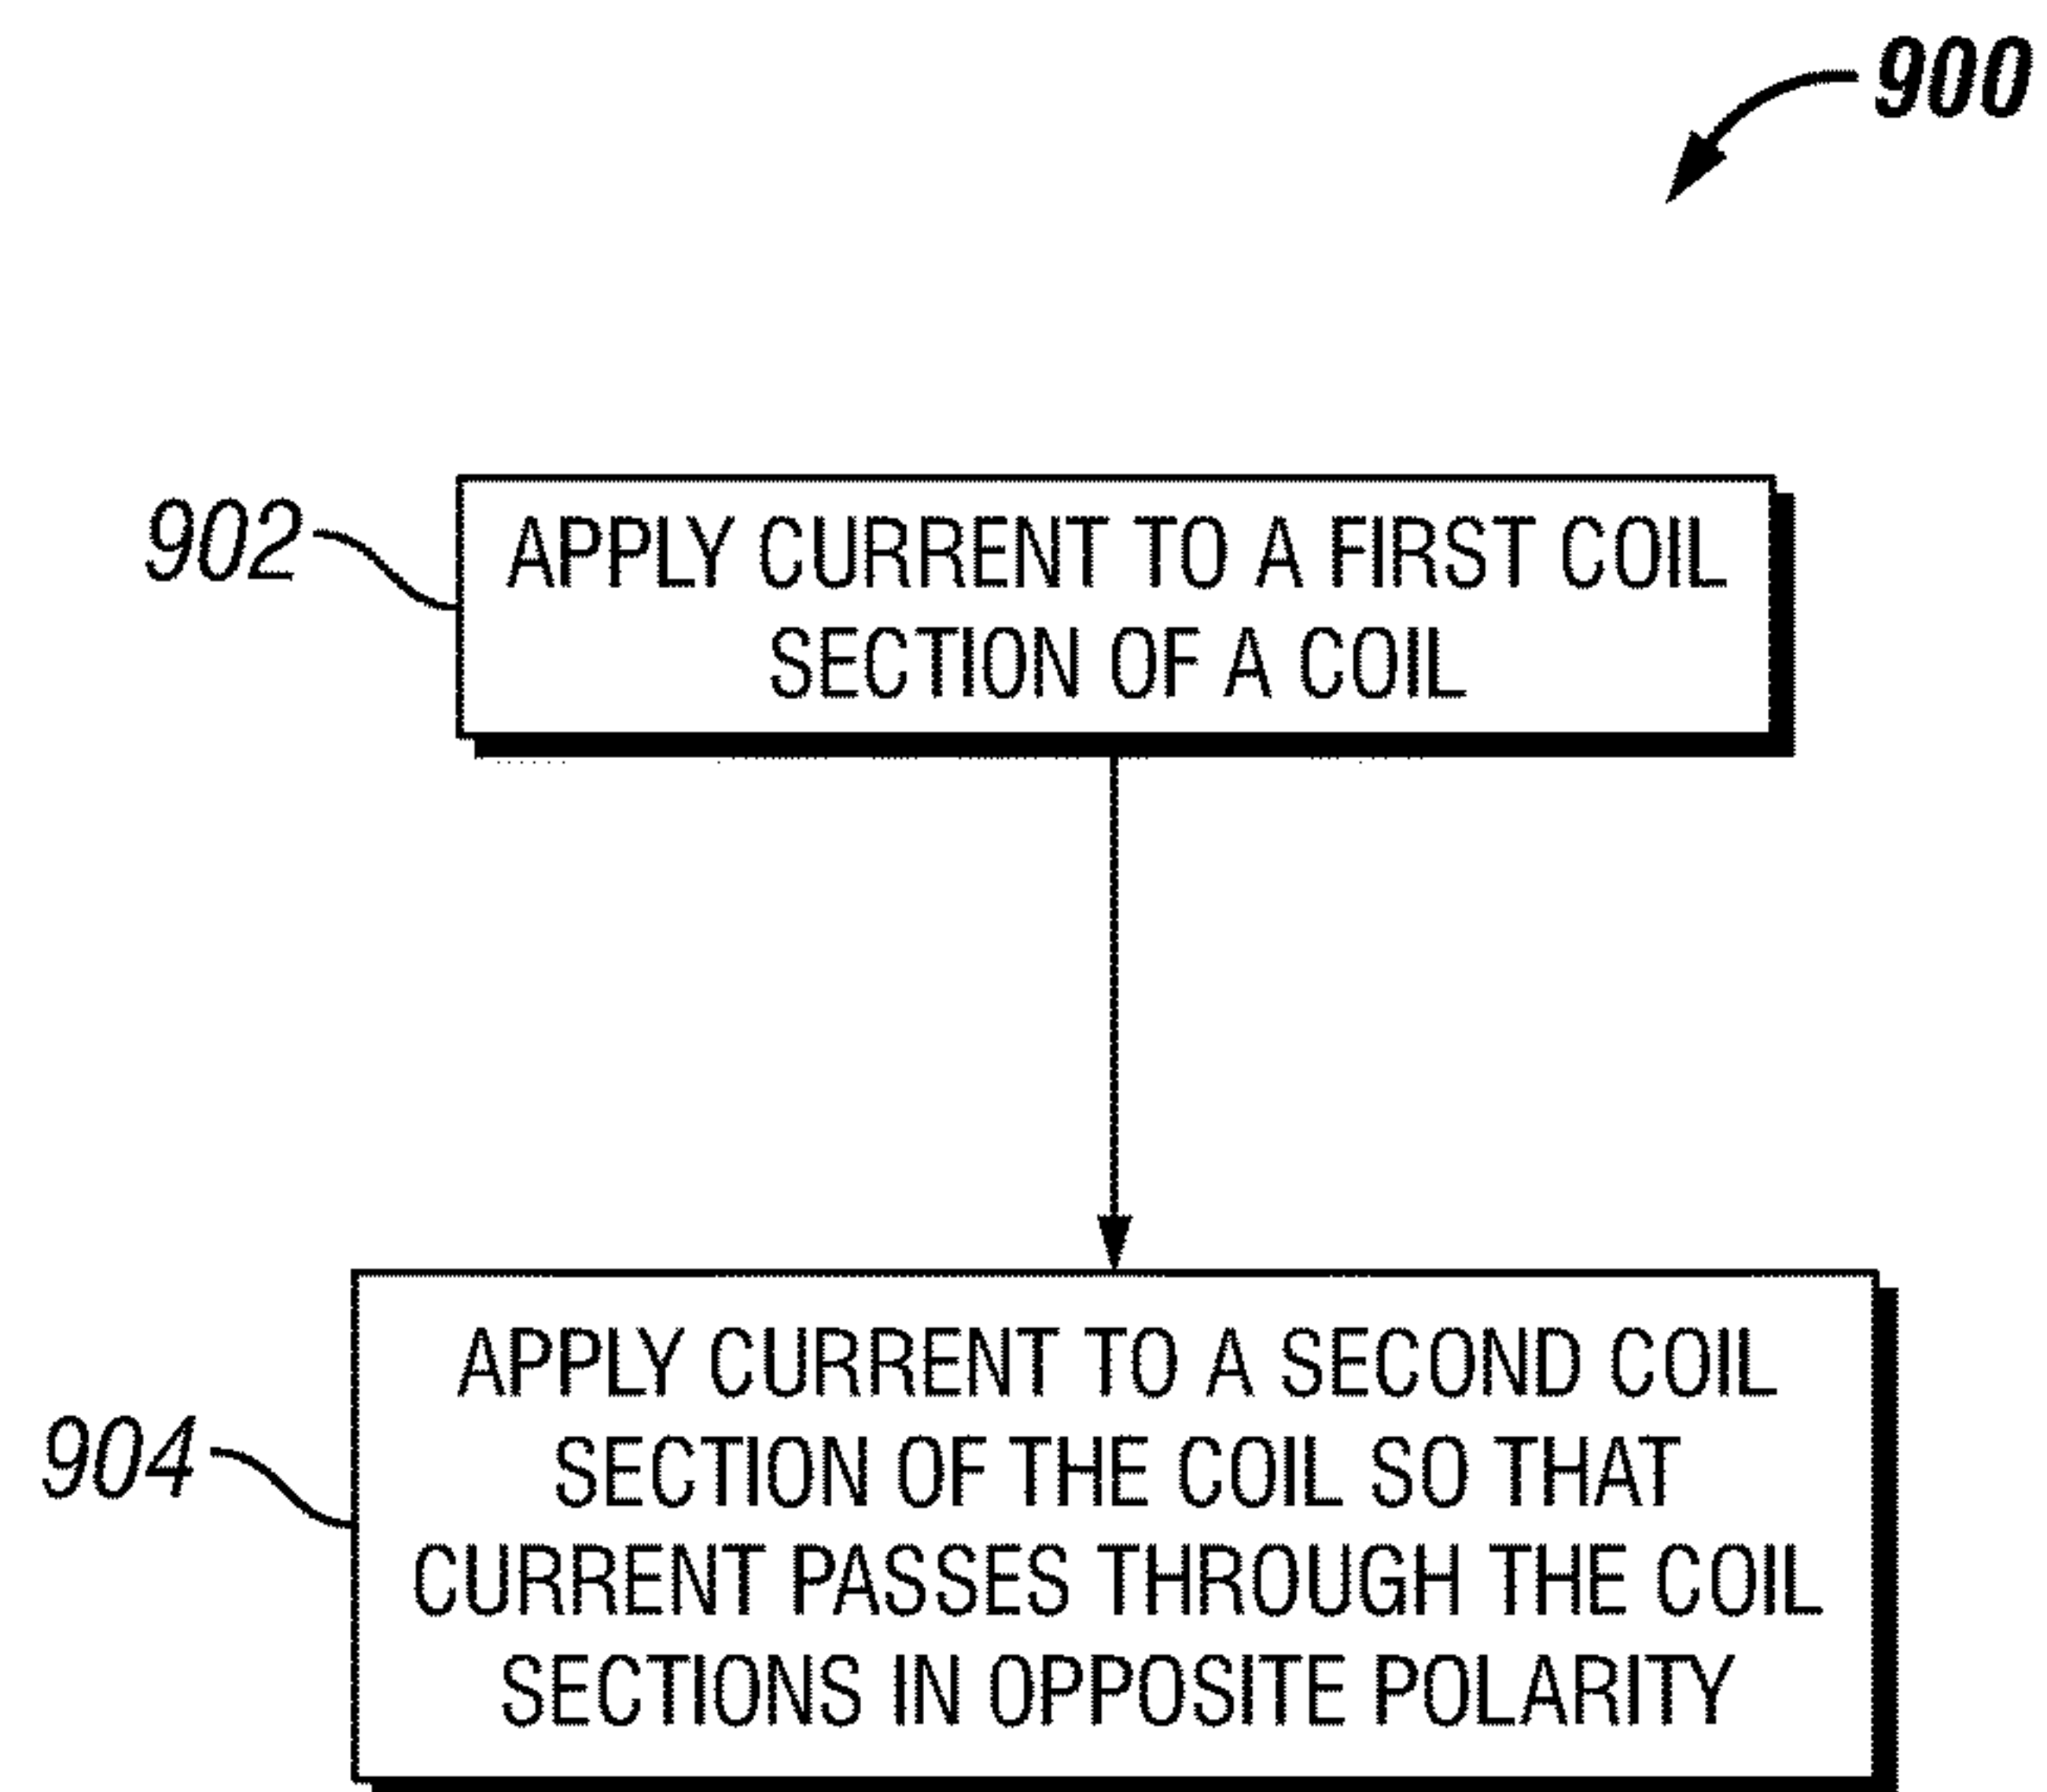 900
902
APPLY CURRENT TO A FIRST COIL
SECTION OF A COIL
904
APPLY CURRENT TO A SECOND COIL
SECTION OF THE COIL SO THAT
CURRENT PASSES THROUGH THE COIL
SECTIONS IN OPPOSITE POLARITY